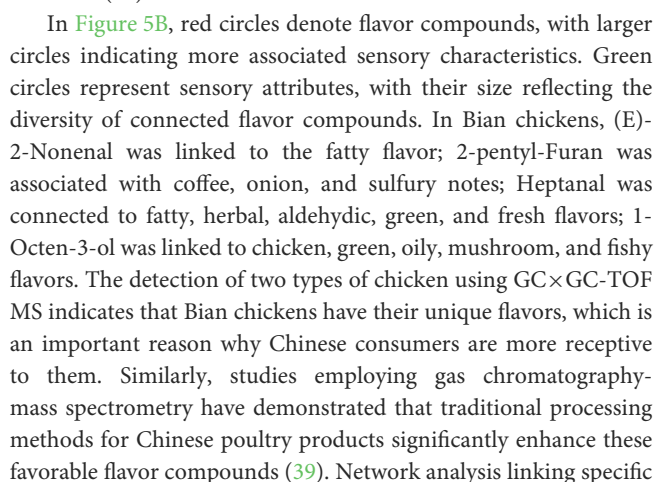 In Figure 5B, red circles denote flavor compounds, with larger
circles indicating more associated sensory characteristics. Green
circles represent sensory attributes, with their size reflecting the
diversity of connected flavor compounds. In Bian chickens, (E)-
2-Nonenal was linked to the fatty flavor; 2-pentyl-Furan was
associated with coffee, onion, and sulfury notes; Heptanal was
connected to fatty, herbal, aldehydic, green, and fresh flavors; 1-
Octen-3-ol was linked to chicken, green, oily, mushroom, and fishy
flavors. The detection of two types of chicken using GC×GC-TOF
MS indicates that Bian chickens have their unique flavors, which is
an important reason why Chinese consumers are more receptive
to them. Similarly, studies employing gas chromatography-
mass spectrometry have demonstrated that traditional processing
methods for Chinese poultry products significantly enhance these
favorable flavor compounds (39). Network analysis linking specific